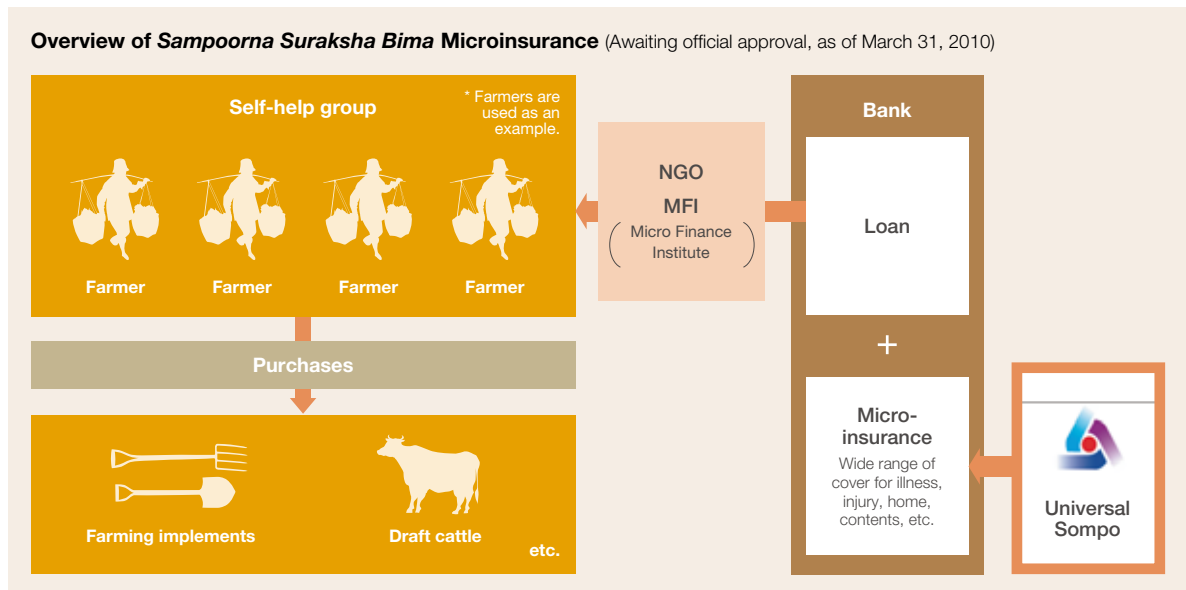 Overview of Sampoorna Suraksha Bima Microinsurance (Awaiting official approval, as of March 31, 2010)
Self-help group
* Farmers are
used as an
example.
Farmer
Farmer
Farmer
Farmer
Purchases
Farming implements
Draft cattle
etc.
NGO
MFI
(Micro Finance
Institute)
Bank
Loan
+
Micro-
insurance
Wide range of
cover for illness,
injury, home,
contents, etc.
Universal
Sompo